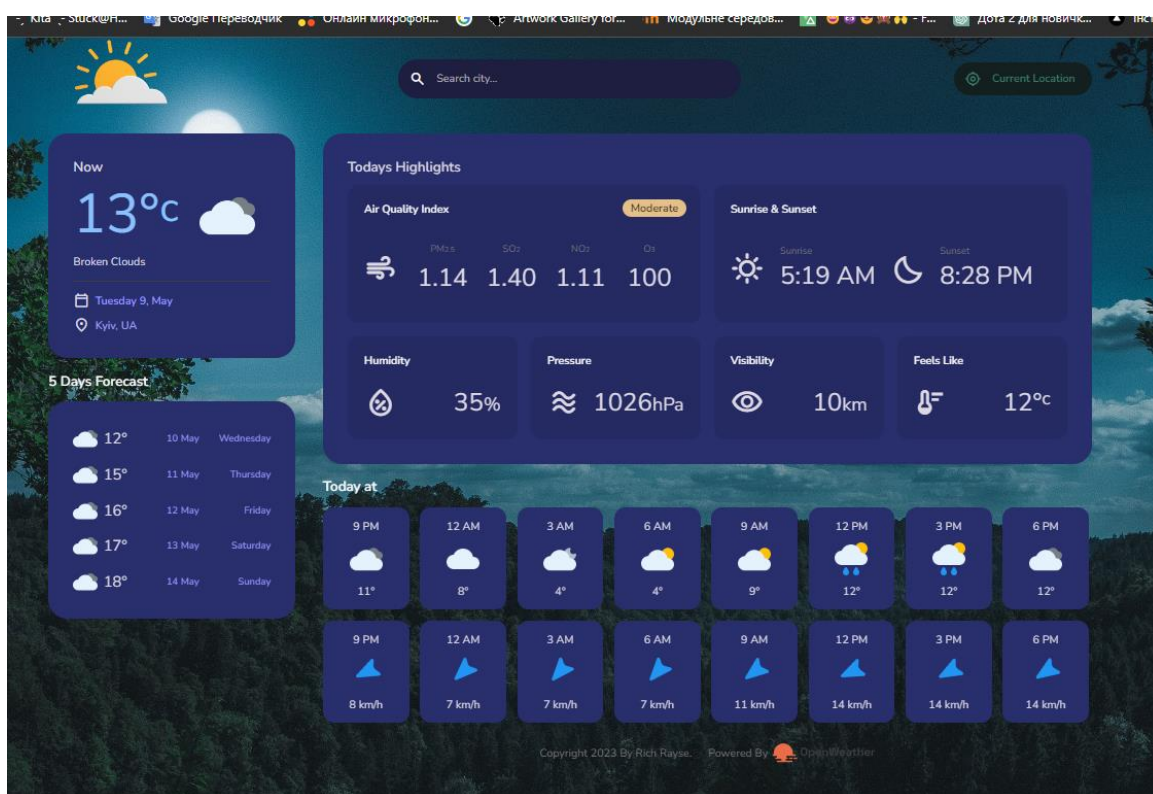 Google Переводчик
Онлайн микрофон...
Artwork Gallery for...
Модульне середов...
Дота 2 для новичк...
Search city...
Current Location
Now
13°c
Broken Clouds
Tuesday 9, May
Kyiv, UA
5 Days Forecast
12° 10 May Wednesday
15° 11 May Thursday
16° 12 May Friday
17° 13 May Saturday
18° 14 May Sunday
Todays Highlights
Air Quality Index Moderate
PM2.5 SO2 NO2 O3
1.14 1.40 1.11 100
Sunrise & Sunset
Sunrise Sunset
5:19 AM 8:28 PM
Humidity
35%
Pressure
1026hPa
Visibility
10km
Feels Like
12°c
Today at
9 PM 12 AM 3 AM 6 AM 9 AM 12 PM 3 PM 6 PM
11° 8° 4° 4° 9° 12° 12° 12°
9 PM 12 AM 3 AM 6 AM 9 AM 12 PM 3 PM 6 PM
8 km/h 7 km/h 7 km/h 7 km/h 11 km/h 14 km/h 14 km/h 14 km/h
Copyright 2023 By Rich Rayse. Powered By OpenWeather